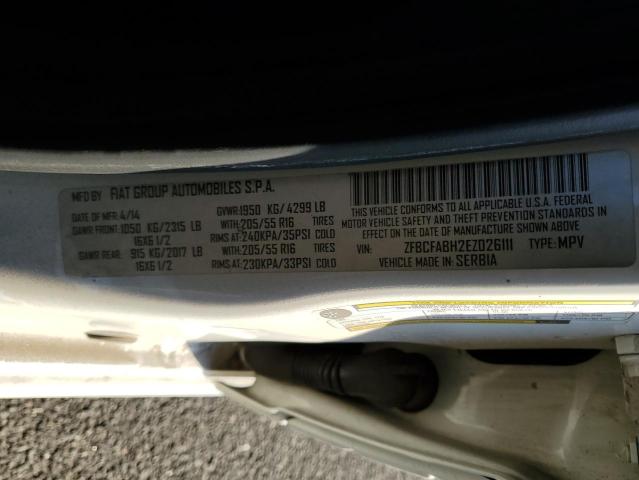 MFD BY FIAT GROUP AUTOMOBILES S.P.A.
DATE OF MFR: 4/14 GVWR: 1950 KG/ 4299 LB
GAWR FRONT: 1050 KG/2315 LB 205/55 R16 TIRES
16X6 1/2 RIMS AT: 240KPA/35PSI COLD
GAWR REAR: 915 KG/2017 LB 205/55 R16 TIRES
16X6 1/2 RIMS AT: 230KPA/33PSI COLD
THIS VEHICLE CONFORMS TO ALL APPLICABLE U.S.A. FEDERAL
MOTOR VEHICLE SAFETY AND THEFT PREVENTION STANDARDS
IN EFFECT ON THE DATE OF MANUFACTURE SHOWN ABOVE.
VIN: ZFBCFABH2EZ026111 TYPE: MPV
VEHICLE MADE IN: SERBIA